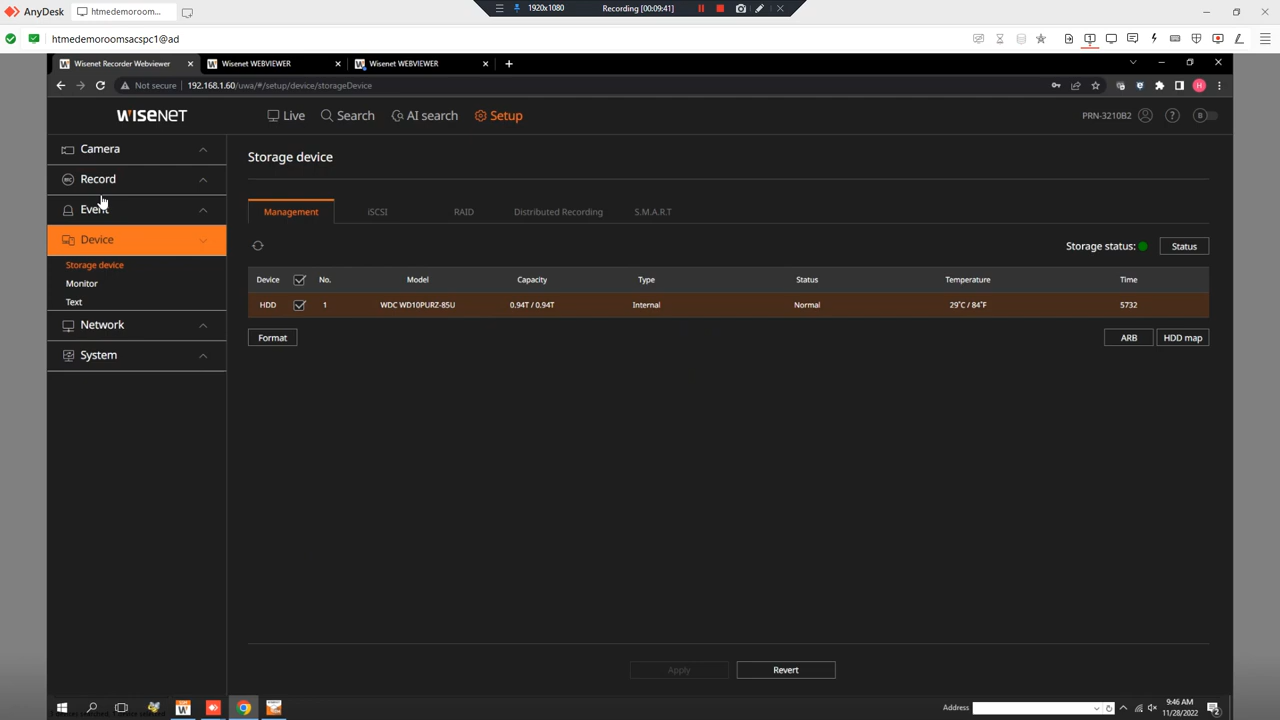 AnyDesk
htmedemoroom...
1920x1080
Recording [00:09:41]
htmedemoroomsacspc1@ad
Wisenet Recorder Webviewer
Wisenet WEBVIEWER
Wisenet WEBVIEWER
Not secure
192.168.1.60/uwa/#/setup/device/storageDevice
H
WISENET
Live
Search
AI search
Setup
PRN-3210B2
B
Camera
Record
Event
Device
Storage device
Monitor
Text
Network
System
Storage device
Management
iSCSI
RAID
Distributed Recording
S.M.A.R.T
Storage status:
Status
Device
No.
Model
Capacity
Type
Status
Temperature
Time
HDD
1
WDC WD10PURZ-85U
0.94T / 0.94T
Internal
Normal
29˚C / 84˚F
5732
Format
ARB
HDD map
Apply
Revert
Address
9:46 AM
11/28/2022
2